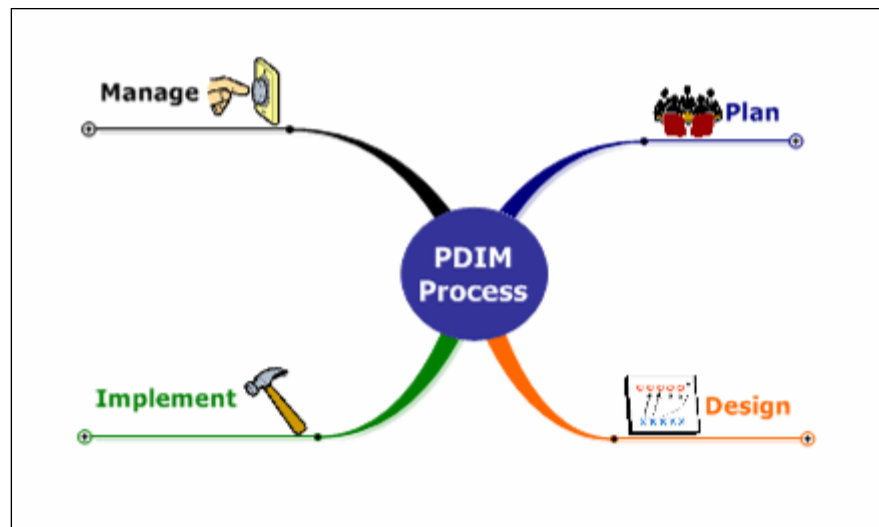 Manage
Plan
PDIM
Process
Implement
Design